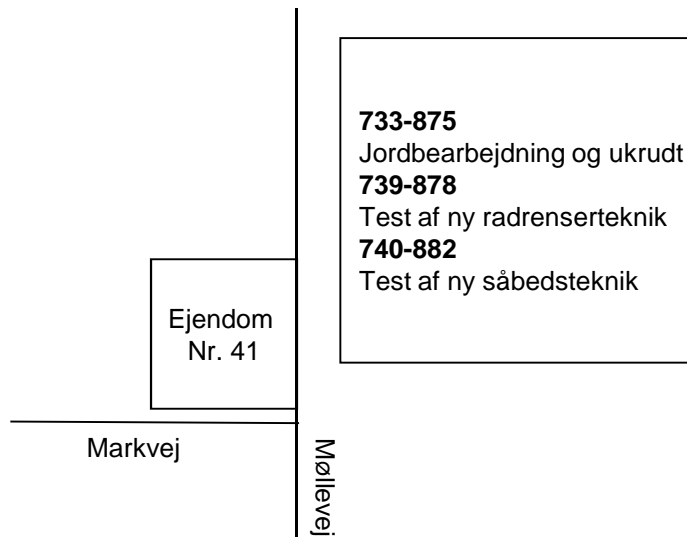 733-875
Jordbearbejdning og ukrudt
739-878
Test af ny radrenserteknik
740-882
Test af ny såbedsteknik
Ejendom
Nr. 41
Markvej
Møllevej